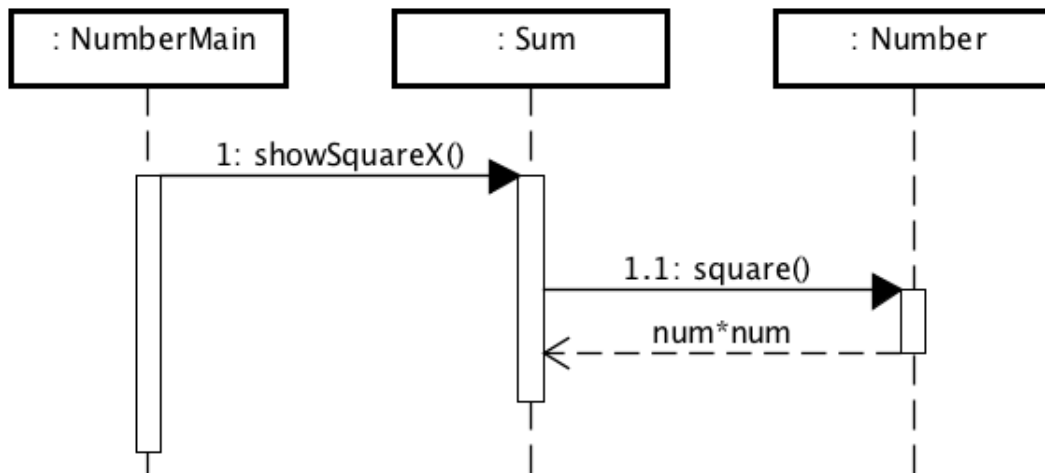 : NumberMain
: Sum
: Number
1: showSquareX()
1.1: square()
num*num